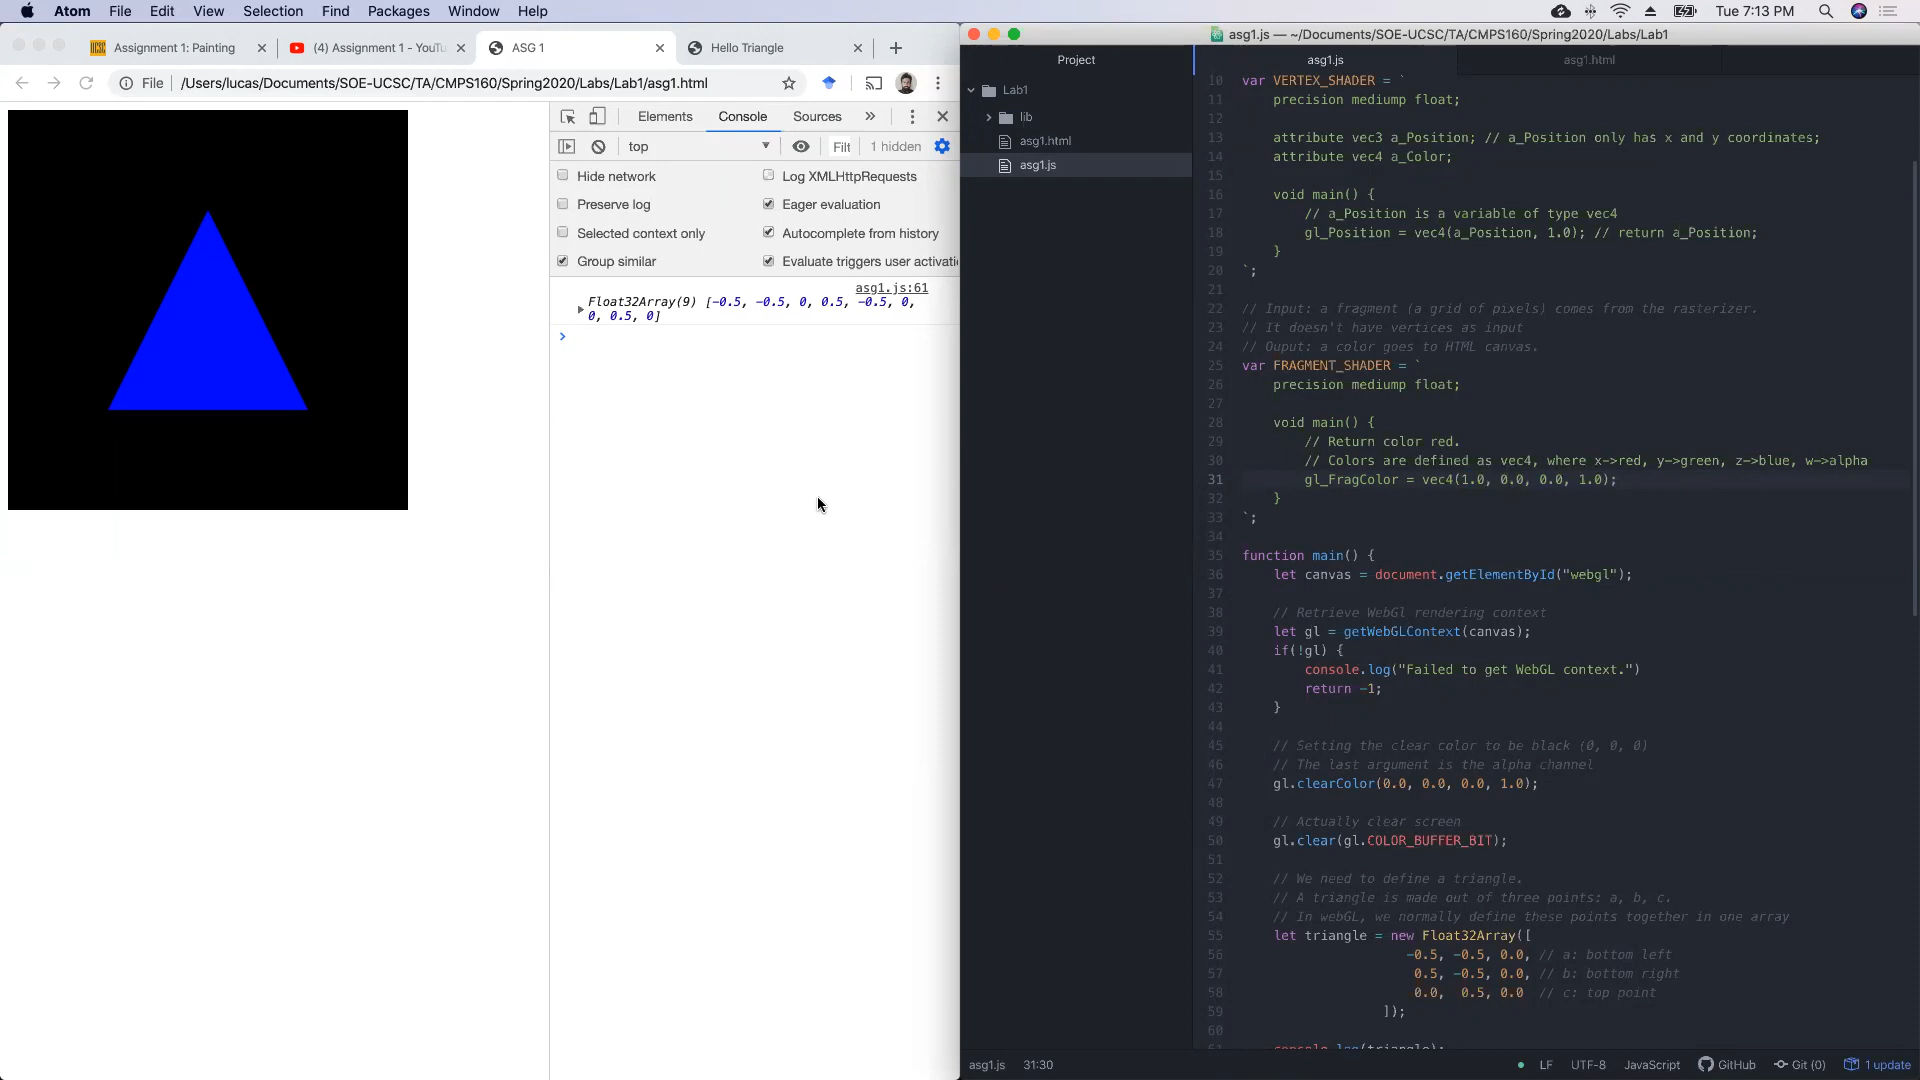 Atom File Edit View Selection Find Packages Window Help Tue 7:13 PM
Assignment 1: Painting
(4) Assignment 1 - YouTu
ASG 1
Hello Triangle
File /Users/lucas/Documents/SOE-UCSC/TA/CMPS160/Spring2020/Labs/Lab1/asg1.html
Elements Console Sources
top Filt 1 hidden
Hide network Log XMLHttpRequests
Preserve log Eager evaluation
Selected context only Autocomplete from history
Group similar Evaluate triggers user activati
asg1.js:61
Float32Array(9) [-0.5, -0.5, 0, 0.5, -0.5, 0,
0, 0.5, 0]
asg1.js — ~/Documents/SOE-UCSC/TA/CMPS160/Spring2020/Labs/Lab1
Project
Lab1
lib
asg1.html
asg1.js
asg1.js asg1.html
10 var VERTEX_SHADER = `
11 precision mediump float;
12
13 attribute vec3 a_Position; // a_Position only has x and y coordinates;
14 attribute vec4 a_Color;
15
16 void main() {
17 // a_Position is a variable of type vec4
18 gl_Position = vec4(a_Position, 1.0); // return a_Position;
19 }
20 `;
21
22 // Input: a fragment (a grid of pixels) comes from the rasterizer.
23 // It doesn't have vertices as input
24 // Ouput: a color goes to HTML canvas.
25 var FRAGMENT_SHADER = `
26 precision mediump float;
27
28 void main() {
29 // Return color red.
30 // Colors are defined as vec4, where x->red, y->green, z->blue, w->alpha
31 gl_FragColor = vec4(1.0, 0.0, 0.0, 1.0);
32 }
33 `;
34
35 function main() {
36 let canvas = document.getElementById("webgl");
37
38 // Retrieve WebGl rendering context
39 let gl = getWebGLContext(canvas);
40 if(!gl) {
41 console.log("Failed to get WebGL context.")
42 return -1;
43 }
44
45 // Setting the clear color to be black (0, 0, 0)
46 // The last argument is the alpha channel
47 gl.clearColor(0.0, 0.0, 0.0, 1.0);
48
49 // Actually clear screen
50 gl.clear(gl.COLOR_BUFFER_BIT);
51
52 // We need to define a triangle.
53 // A triangle is made out of three points: a, b, c.
54 // In webGL, we normally define these points together in one array
55 let triangle = new Float32Array([
56 -0.5, -0.5, 0.0, // a: bottom left
57 0.5, -0.5, 0.0, // b: bottom right
58 0.0, 0.5, 0.0 // c: top point
59 ]);
60
61 console.log(triangle);
asg1.js 31:30 LF UTF-8 JavaScript GitHub Git (0) 1 update